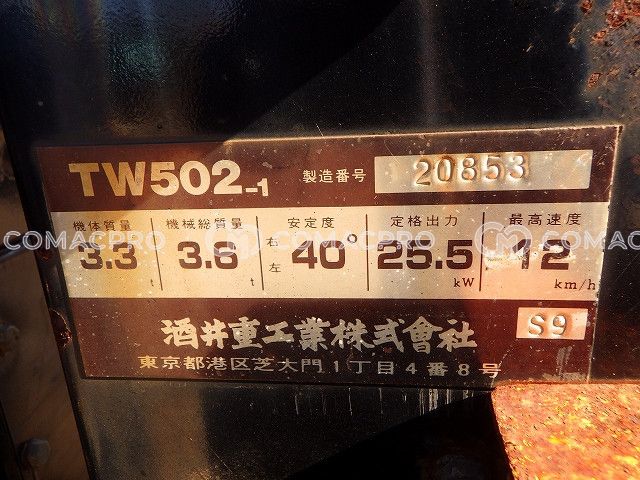 TW502-1 製造番号 20853
機体質量 機械総質量 安定度 定格出力 最高速度
3.3 t 3.6 t 右左 40° 25.5 kW 12 km/h
酒井重工業株式會社 S9
東京都港区芝大門1丁目4番8号
COMACPRO COMACPRO COMACPRO